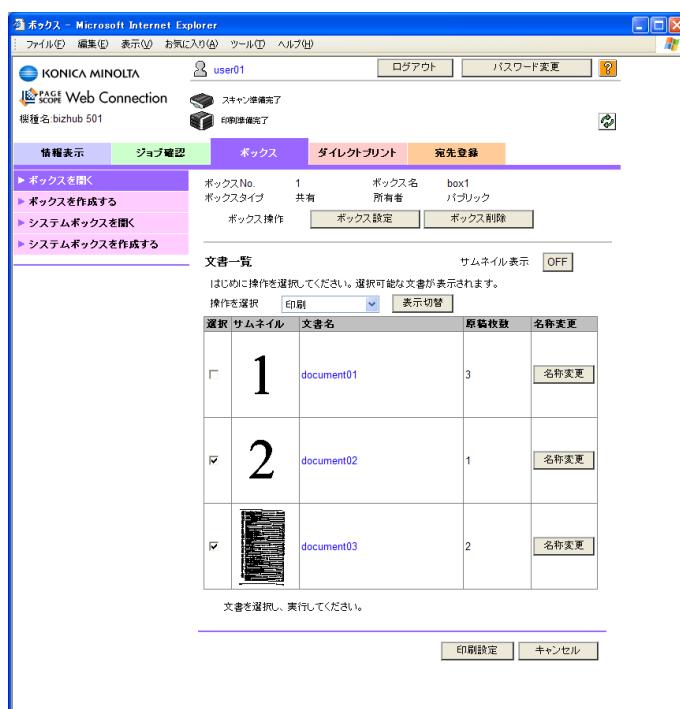 ボックス - Microsoft Internet Explorer
ファイル(F) 編集(E) 表示(V) お気に入り(A) ツール(T) ヘルプ(H)
KONICA MINOLTA
user01
ログアウト
パスワード変更
?
PAGE SCOPE Web Connection
スキャン準備完了
機種名:bizhub 501
印刷準備完了
情報表示
ジョブ確認
ボックス
ダイレクトプリント
宛先登録
ボックスを開く
ボックスを作成する
システムボックスを開く
システムボックスを作成する
ボックスNo. 1 ボックス名 box1
ボックスタイプ 共有 所有者 パブリック
ボックス操作 ボックス設定 ボックス削除
文書一覧 サムネイル表示 OFF
はじめに操作を選択してください。選択可能な文書が表示されます。
操作を選択 印刷 表示切替
選択 サムネイル 文書名 原稿枚数 名称変更
1 document01 3 名称変更
2 document02 1 名称変更
document03 2 名称変更
文書を選択し、実行してください。
印刷設定 キャンセル